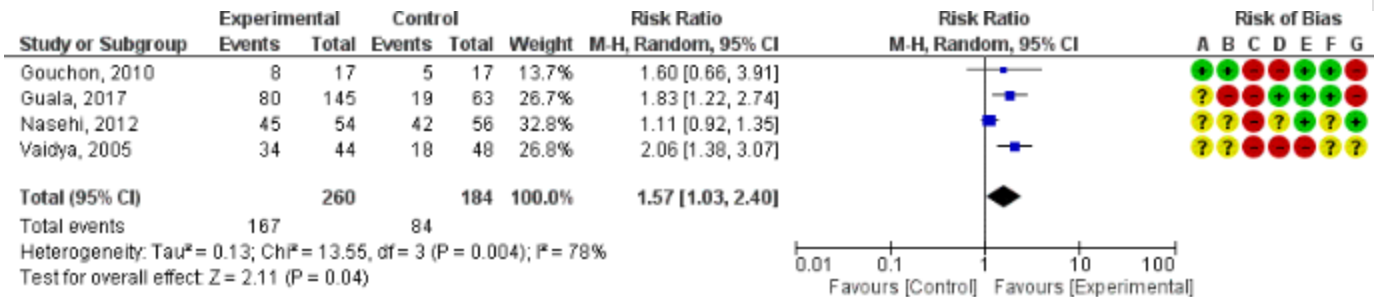 Experimental Control Risk Ratio Risk Ratio Risk of Bias
Study or Subgroup Events Total Events Total Weight M-H, Random, 95% CI M-H, Random, 95% CI A B C D E F G
Gouchon, 2010 8 17 5 17 13.7% 1.60 [0.66, 3.91] + + - - + + -
Guala, 2017 80 145 19 63 26.7% 1.83 [1.22, 2.74] ? - - + + + -
Nasehi, 2012 45 54 42 56 32.8% 1.11 [0.92, 1.35] ? ? - ? + ? +
Vaidya, 2005 34 44 18 48 26.8% 2.06 [1.38, 3.07] ? ? - - - ? ?
Total (95% CI) 260 184 100.0% 1.57 [1.03, 2.40]
Total events 167 84
Heterogeneity: Tau² = 0.13; Chi² = 13.55, df = 3 (P = 0.004); I² = 78%
Test for overall effect: Z = 2.11 (P = 0.04)
0.01 0.1 1 10 100
Favours [Control] Favours [Experimental]